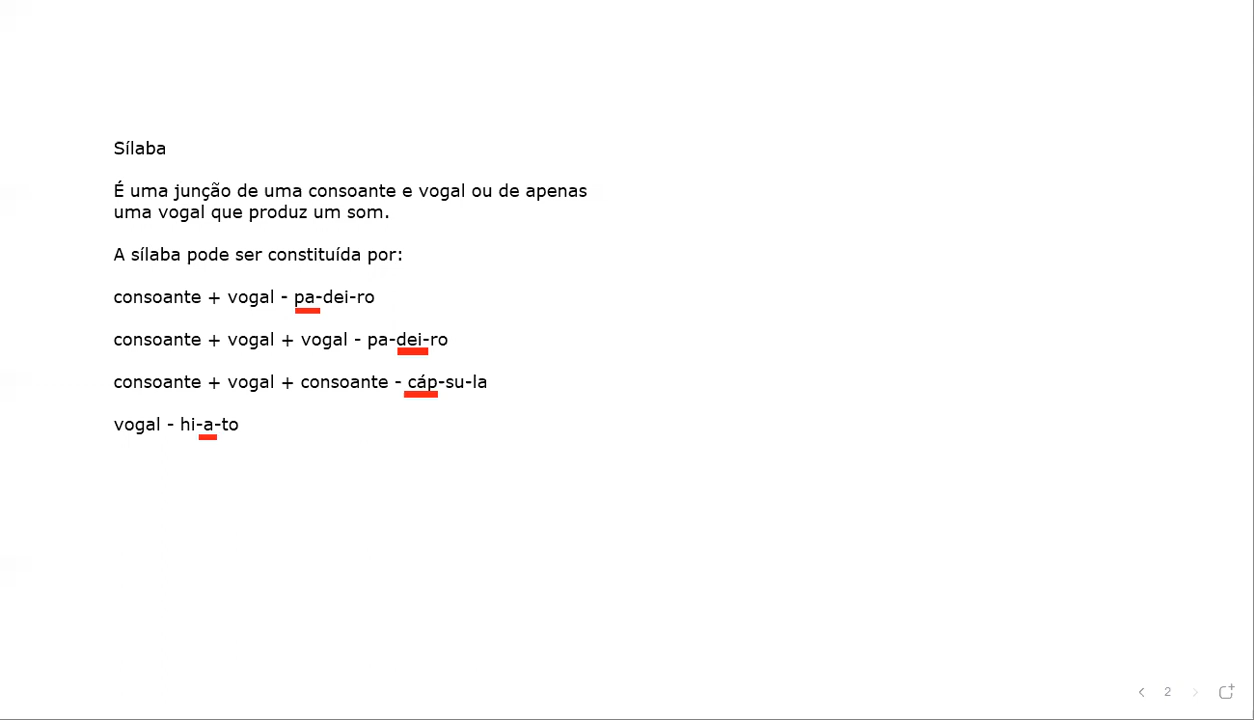 Sílaba
É uma junção de uma consoante e vogal ou de apenas
uma vogal que produz um som.
A sílaba pode ser constituída por:
consoante + vogal - pa-dei-ro
consoante + vogal + vogal - pa-dei-ro
consoante + vogal + consoante - cáp-su-la
vogal - hi-a-to
2